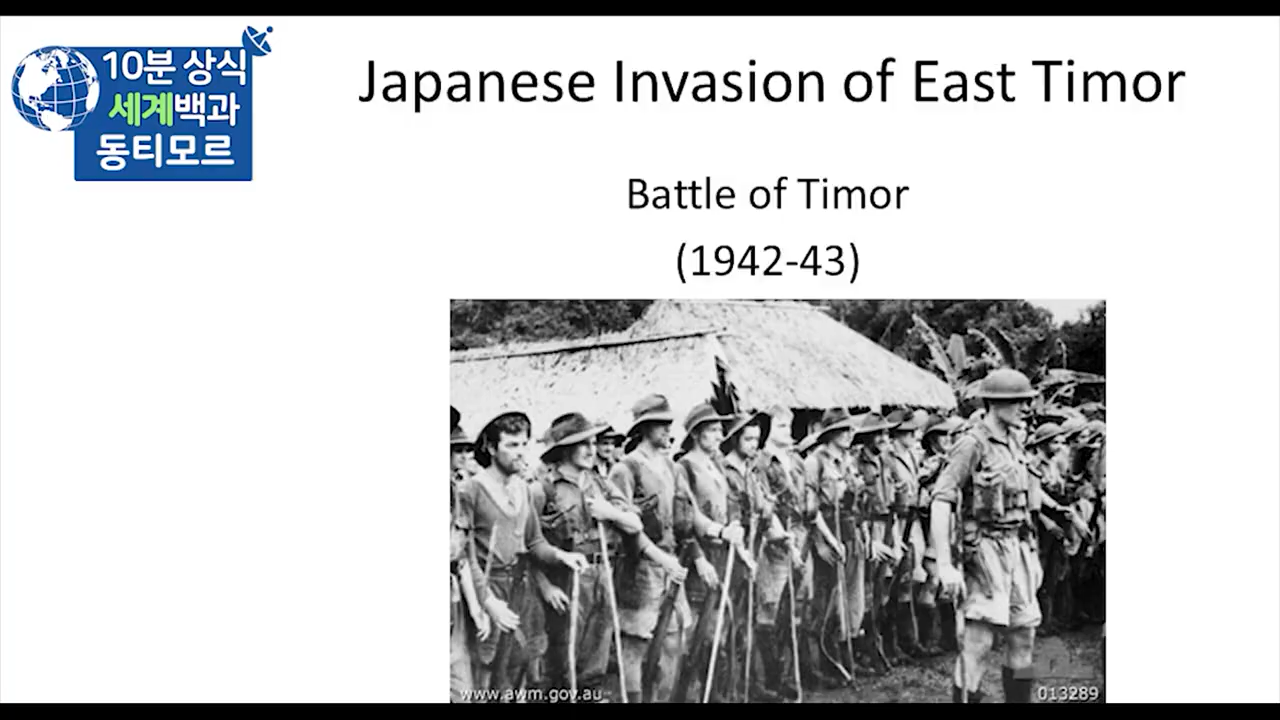 10분 상식
세계백과
동티모르
Japanese Invasion of East Timor
Battle of Timor
(1942-43)
www.awm.gov.au
013289